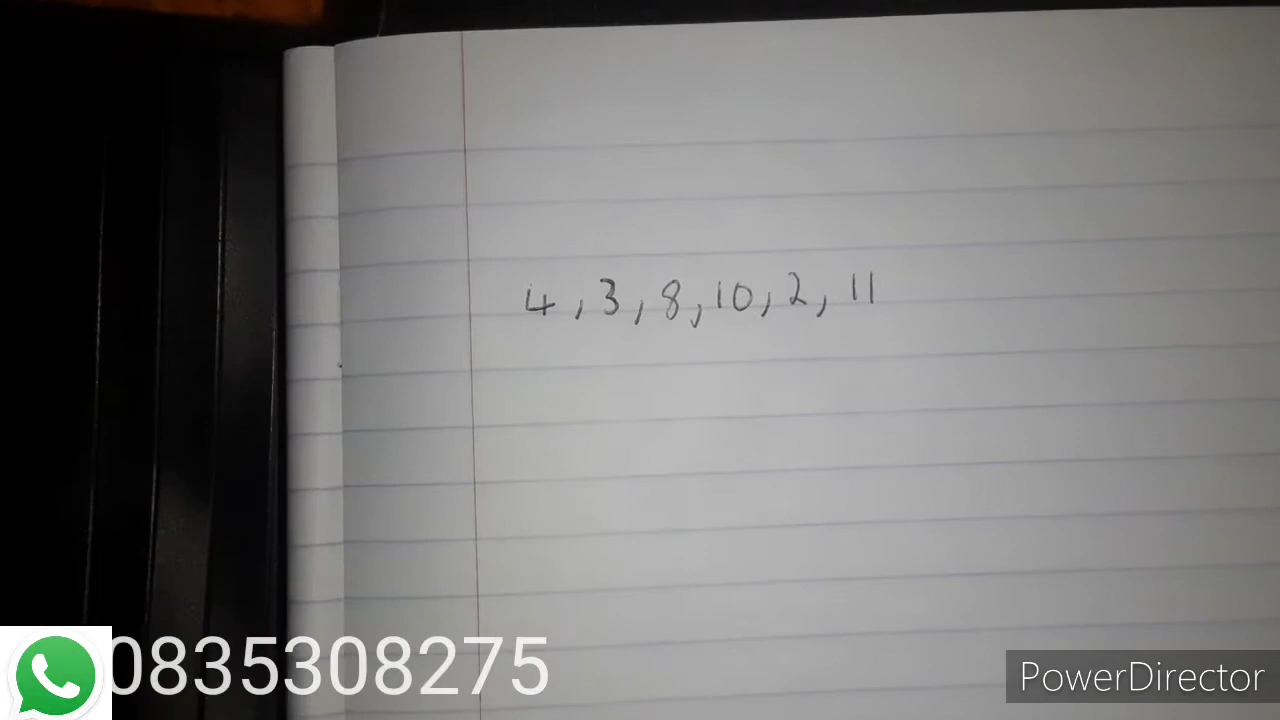 4, 3, 8, 10, 2, 11
0835308275
PowerDirector